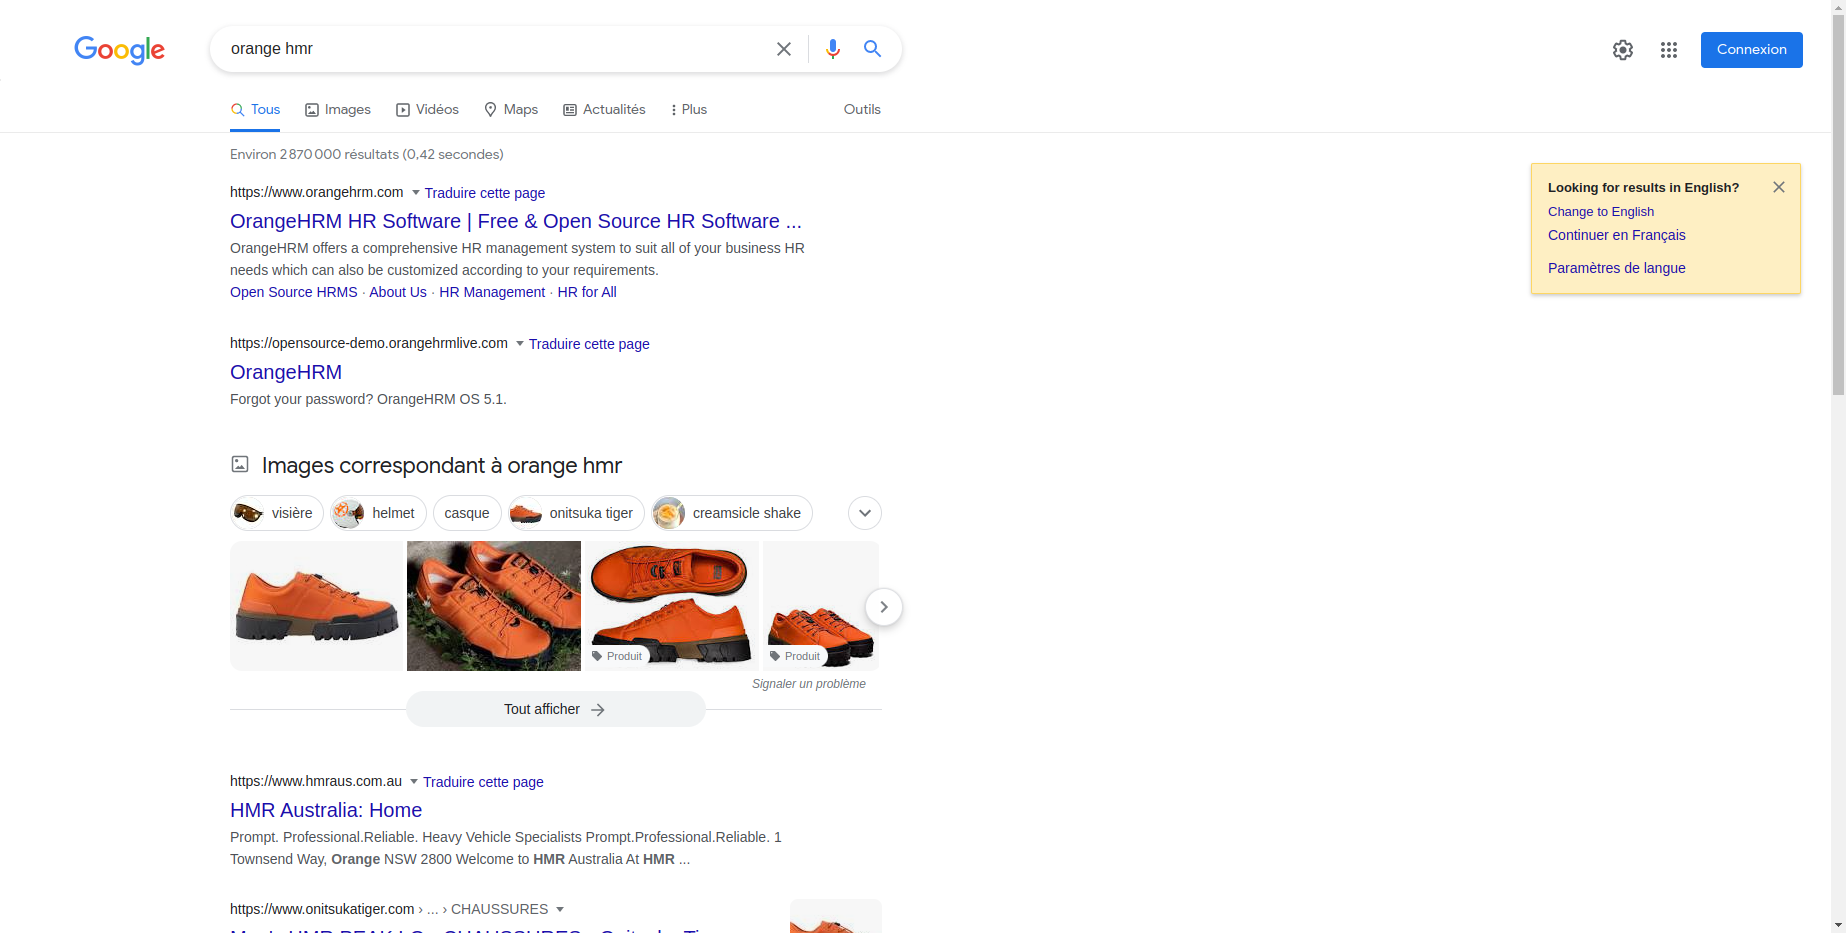 Google
orange hmr
Connexion
Tous
Images
Vidéos
Maps
Actualités
Plus
Outils
Environ 2 870 000 résultats (0,42 secondes)
Looking for results in English?
Change to English
Continuer en Français
Paramètres de langue
https://www.orangehrm.com Traduire cette page
OrangeHRM HR Software | Free & Open Source HR Software ...
OrangeHRM offers a comprehensive HR management system to suit all of your business HR
needs which can also be customized according to your requirements.
Open Source HRMS · About Us · HR Management · HR for All
https://opensource-demo.orangehrmlive.com Traduire cette page
OrangeHRM
Forgot your password? OrangeHRM OS 5.1.
Images correspondant à orange hmr
visière
helmet
casque
onitsuka tiger
creamsicle shake
Produit
Produit
Signaler un problème
Tout afficher
https://www.hmraus.com.au Traduire cette page
HMR Australia: Home
Prompt. Professional.Reliable. Heavy Vehicle Specialists Prompt.Professional.Reliable. 1
Townsend Way, Orange NSW 2800 Welcome to HMR Australia At HMR ...
https://www.onitsukatiger.com › ... › CHAUSSURES